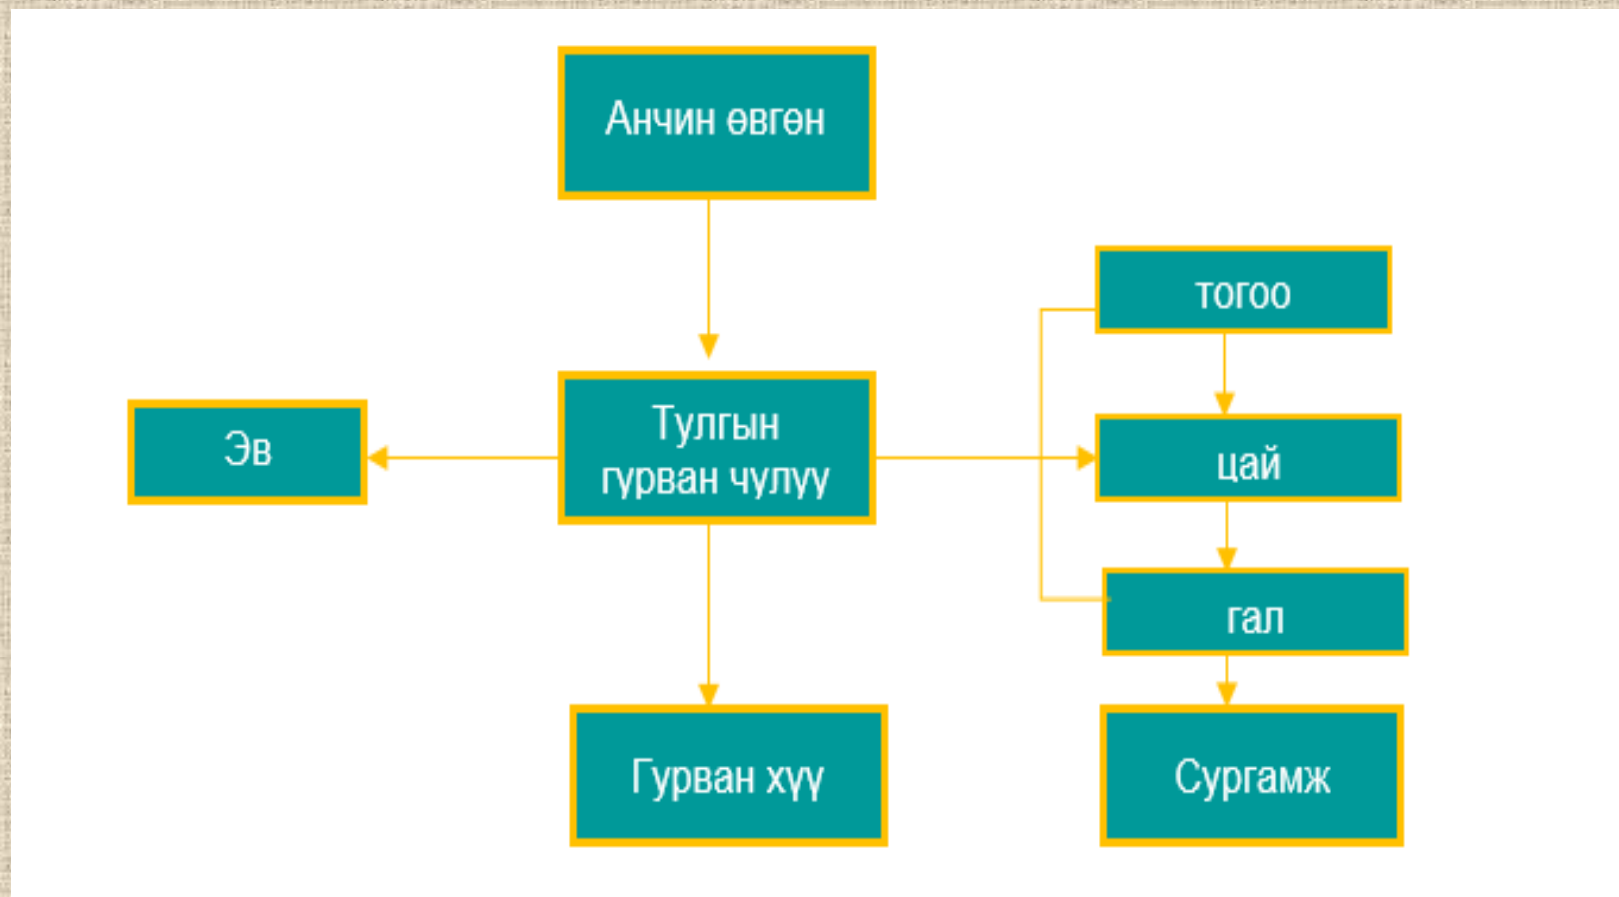 Анчин өвгөн
тогоо
Эв
Тулгын
гурван чулуу
цай
гал
Гурван хүү
Сургамж